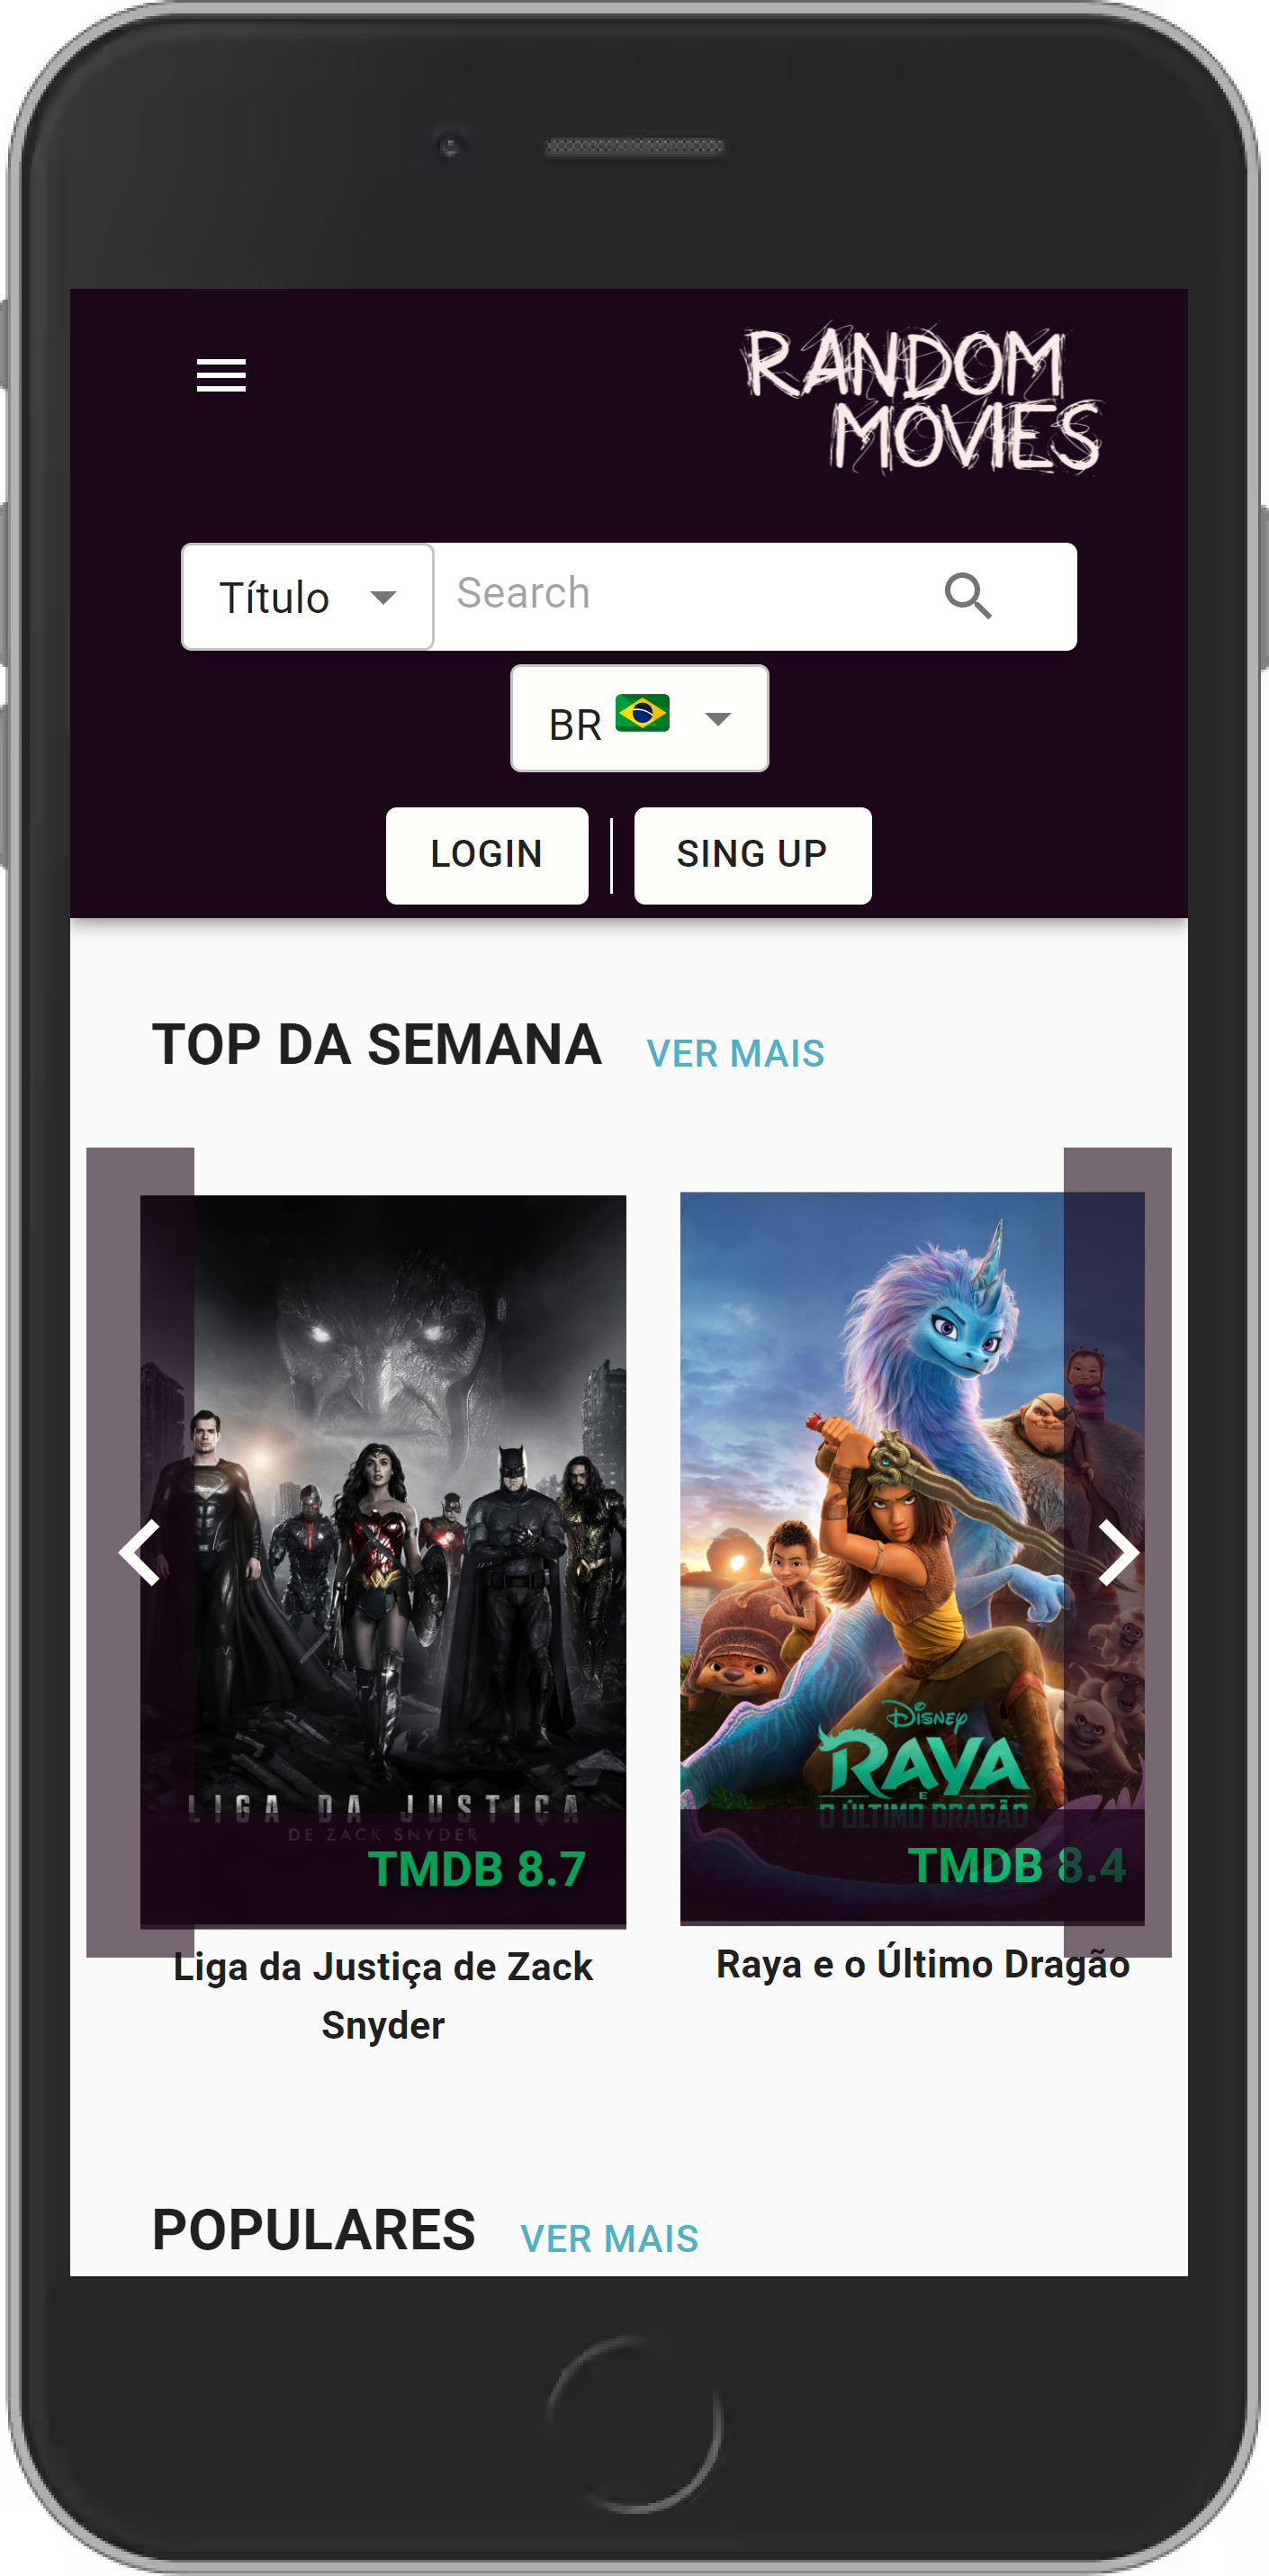 RANDOM
MOVIES
Título
Search
BR
LOGIN
SING UP
TOP DA SEMANA
VER MAIS
LIGA DA JUSTIÇA
DE ZACK SNYDER
TMDB 8.7
Liga da Justiça de Zack
Snyder
DISNEY
RAYA
E
O ÚLTIMO DRAGÃO
TMDB 8.4
Raya e o Último Dragão
POPULARES
VER MAIS